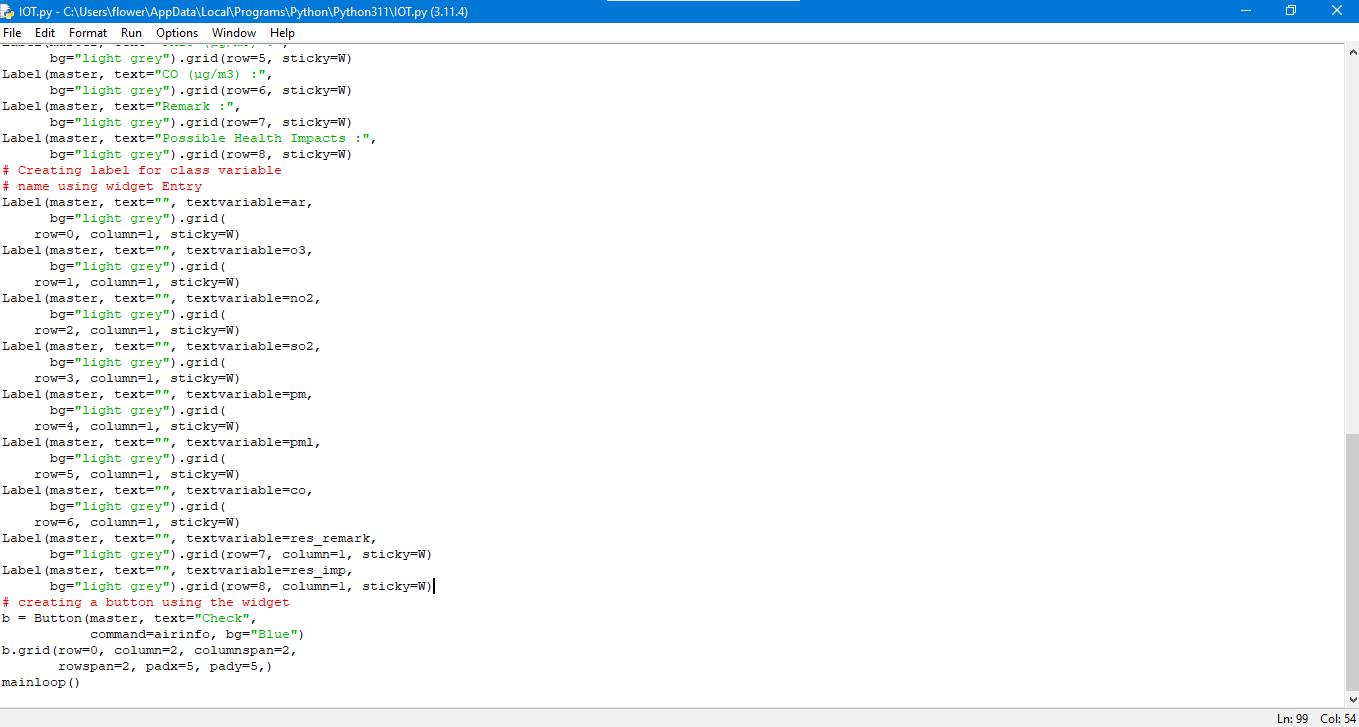 IOT.py - C:\Users\flower\AppData\Local\Programs\Python\Python311\IOT.py (3.11.4)
File Edit Format Run Options Window Help
bg="light grey").grid(row=5, sticky=W)
Label(master, text="CO (µg/m3) :",
bg="light grey").grid(row=6, sticky=W)
Label(master, text="Remark :",
bg="light grey").grid(row=7, sticky=W)
Label(master, text="Possible Health Impacts :",
bg="light grey").grid(row=8, sticky=W)
# Creating label for class variable
# name using widget Entry
Label(master, text="", textvariable=ar,
bg="light grey").grid(
row=0, column=1, sticky=W)
Label(master, text="", textvariable=o3,
bg="light grey").grid(
row=1, column=1, sticky=W)
Label(master, text="", textvariable=no2,
bg="light grey").grid(
row=2, column=1, sticky=W)
Label(master, text="", textvariable=so2,
bg="light grey").grid(
row=3, column=1, sticky=W)
Label(master, text="", textvariable=pm,
bg="light grey").grid(
row=4, column=1, sticky=W)
Label(master, text="", textvariable=pml,
bg="light grey").grid(
row=5, column=1, sticky=W)
Label(master, text="", textvariable=co,
bg="light grey").grid(
row=6, column=1, sticky=W)
Label(master, text="", textvariable=res_remark,
bg="light grey").grid(row=7, column=1, sticky=W)
Label(master, text="", textvariable=res_imp,
bg="light grey").grid(row=8, column=1, sticky=W)
# creating a button using the widget
b = Button(master, text="Check",
command=airinfo, bg="Blue")
b.grid(row=0, column=2, columnspan=2,
rowspan=2, padx=5, pady=5,)
mainloop()
Ln: 99 Col: 54